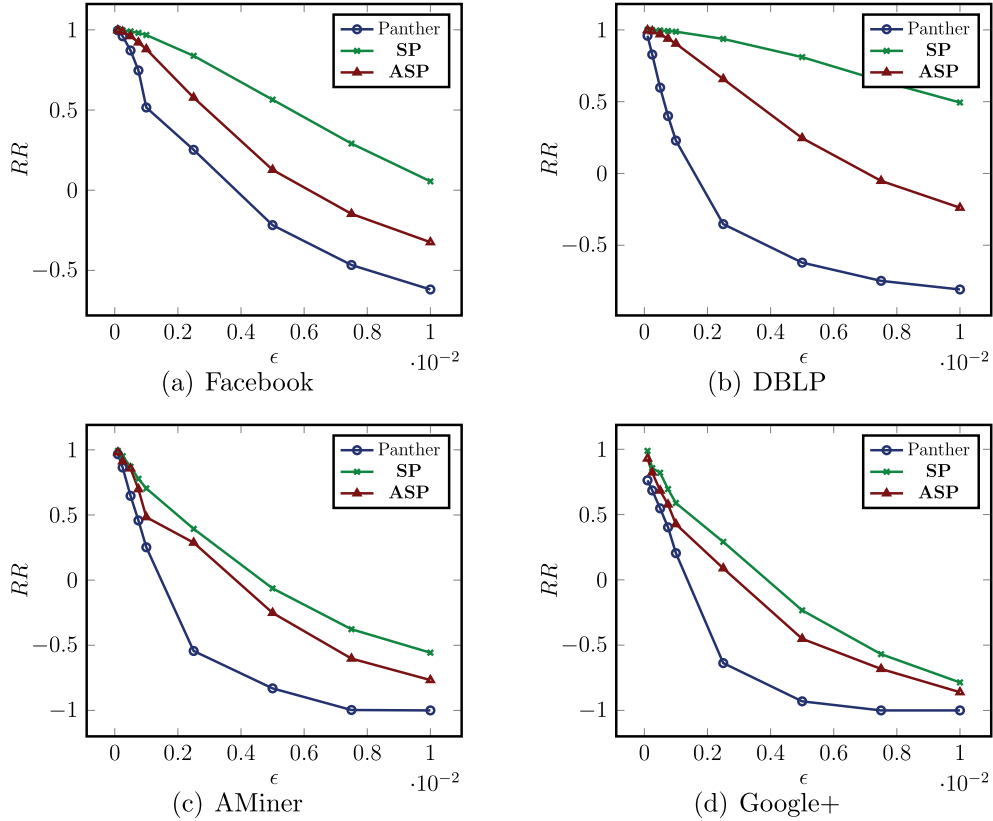 1
0.5
0
−0.5
RR
0 0.2 0.4 0.6 0.8 1
ϵ
·10−2
Panther
SP
ASP
(a) Facebook
1
0.5
0
−0.5
RR
0 0.2 0.4 0.6 0.8 1
ϵ
·10−2
Panther
SP
ASP
(b) DBLP
1
0.5
0
−0.5
−1
RR
0 0.2 0.4 0.6 0.8 1
ϵ
·10−2
Panther
SP
ASP
(c) AMiner
1
0.5
0
−0.5
−1
RR
0 0.2 0.4 0.6 0.8 1
ϵ
·10−2
Panther
SP
ASP
(d) Google+